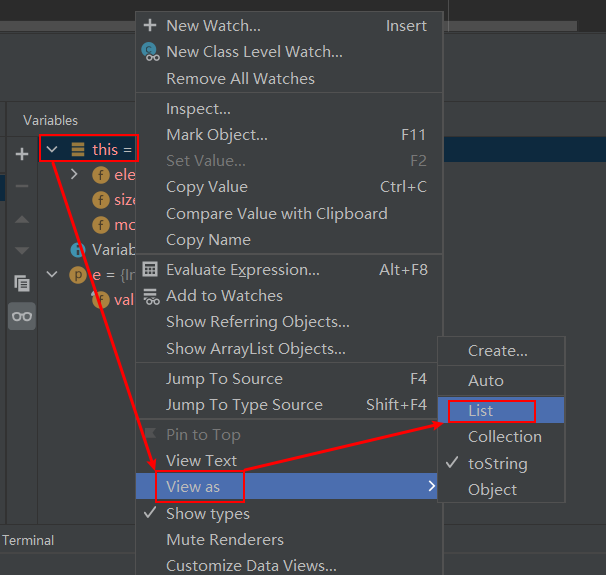 New Watch... Insert
New Class Level Watch...
Remove All Watches
Variables
Inspect...
Mark Object... F11
this =
Set Value... F2
ele
Copy Value Ctrl+C
siz
Compare Value with Clipboard
mo
Copy Name
Variab
Evaluate Expression... Alt+F8
e = {In
Add to Watches
val
Show Referring Objects...
Show ArrayList Objects...
Create...
Jump To Source F4
Auto
Jump To Type Source Shift+F4
List
Pin to Top
Collection
View Text
toString
View as
Object
Show types
Terminal
Mute Renderers
Customize Data Views...